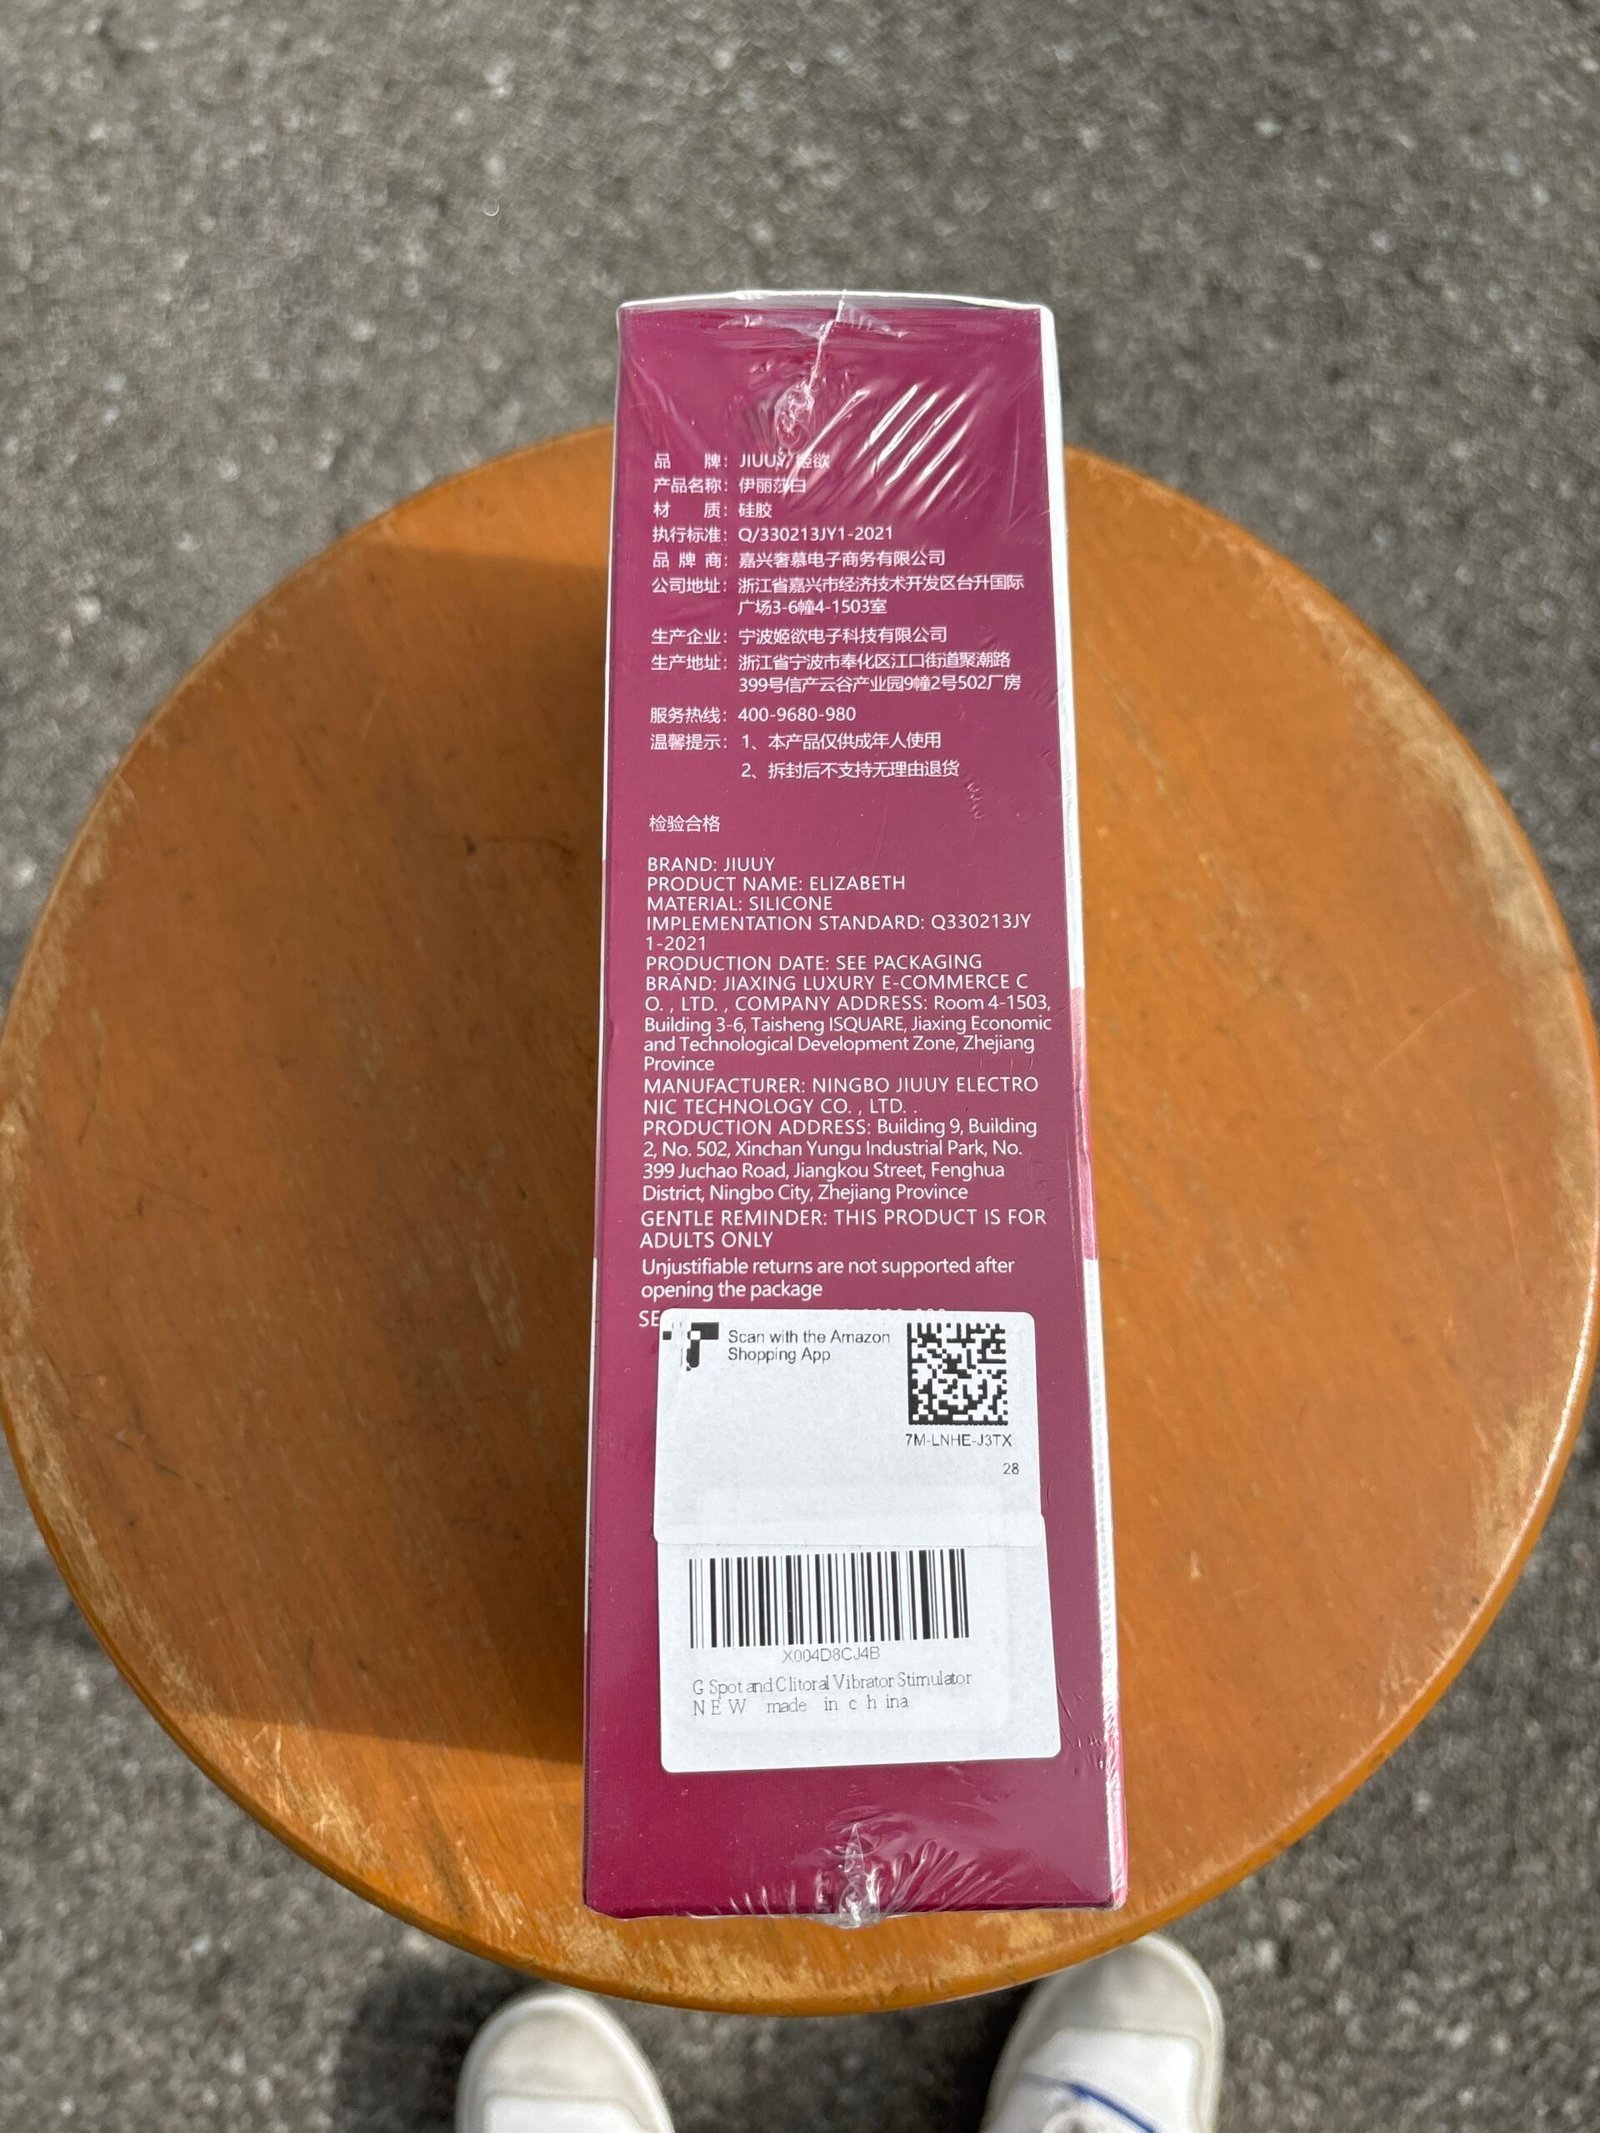 品 牌：JIUUY/姬欲
产品名称：伊丽莎白
材 质：硅胶
执行标准：Q/330213JY1-2021
品 牌 商：嘉兴奢慕电子商务有限公司
公司地址：浙江省嘉兴市经济技术开发区台升国际
广场3-6幢4-1503室
生产企业：宁波姬欲电子科技有限公司
生产地址：浙江省宁波市奉化区江口街道聚潮路
399号信产云谷产业园9幢2号502厂房
服务热线：400-9680-980
温馨提示：1、本产品仅供成年人使用
2、拆封后不支持无理由退货
检验合格
BRAND: JIUUY
PRODUCT NAME: ELIZABETH
MATERIAL: SILICONE
IMPLEMENTATION STANDARD: Q330213JY
1-2021
PRODUCTION DATE: SEE PACKAGING
BRAND: JIAXING LUXURY E-COMMERCE C
O. , LTD. , COMPANY ADDRESS: Room 4-1503,
Building 3-6, Taisheng ISQUARE, Jiaxing Economic
and Technological Development Zone, Zhejiang
Province
MANUFACTURER: NINGBO JIUUY ELECTRO
NIC TECHNOLOGY CO. , LTD. .
PRODUCTION ADDRESS: Building 9, Building
2, No. 502, Xinchan Yungu Industrial Park, No.
399 Juchao Road, Jiangkou Street, Fenghua
District, Ningbo City, Zhejiang Province
GENTLE REMINDER: THIS PRODUCT IS FOR
ADULTS ONLY
Unjustifiable returns are not supported after
opening the package
SE
Scan with the Amazon
Shopping App
7M-LNHE-J3TX
28
X004D8CJ4B
G Spot and Clitoral Vibrator Stimulator
NEW made in china